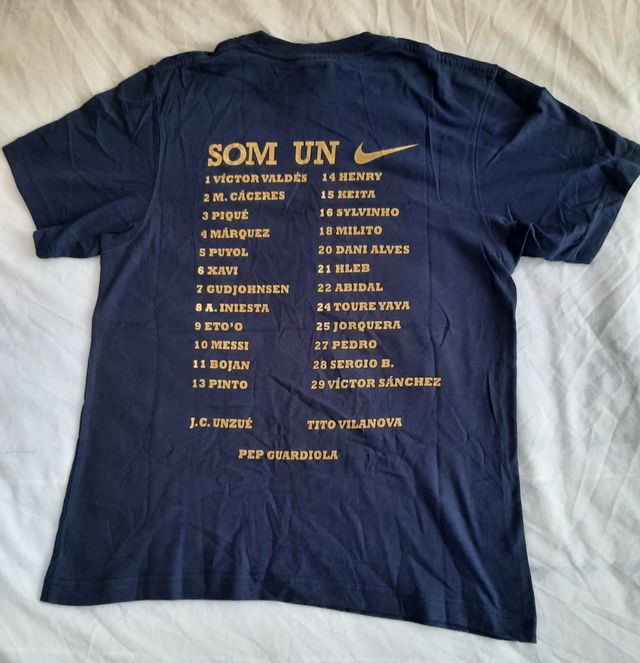 SOM UN
1 VÍCTOR VALDÉS 14 HENRY
2 M. CÁCERES 15 KEITA
3 PIQUÉ 16 SYLVINHO
4 MÁRQUEZ 18 MILITO
5 PUYOL 20 DANI ALVES
6 XAVI 21 HLEB
7 GUDJOHNSEN 22 ABIDAL
8 A. INIESTA 24 TOURE YAYA
9 ETO'O 25 JORQUERA
10 MESSI 27 PEDRO
11 BOJAN 28 SERGIO B.
13 PINTO 29 VÍCTOR SÁNCHEZ
J.C. UNZUÉ TITO VILANOVA
PEP GUARDIOLA